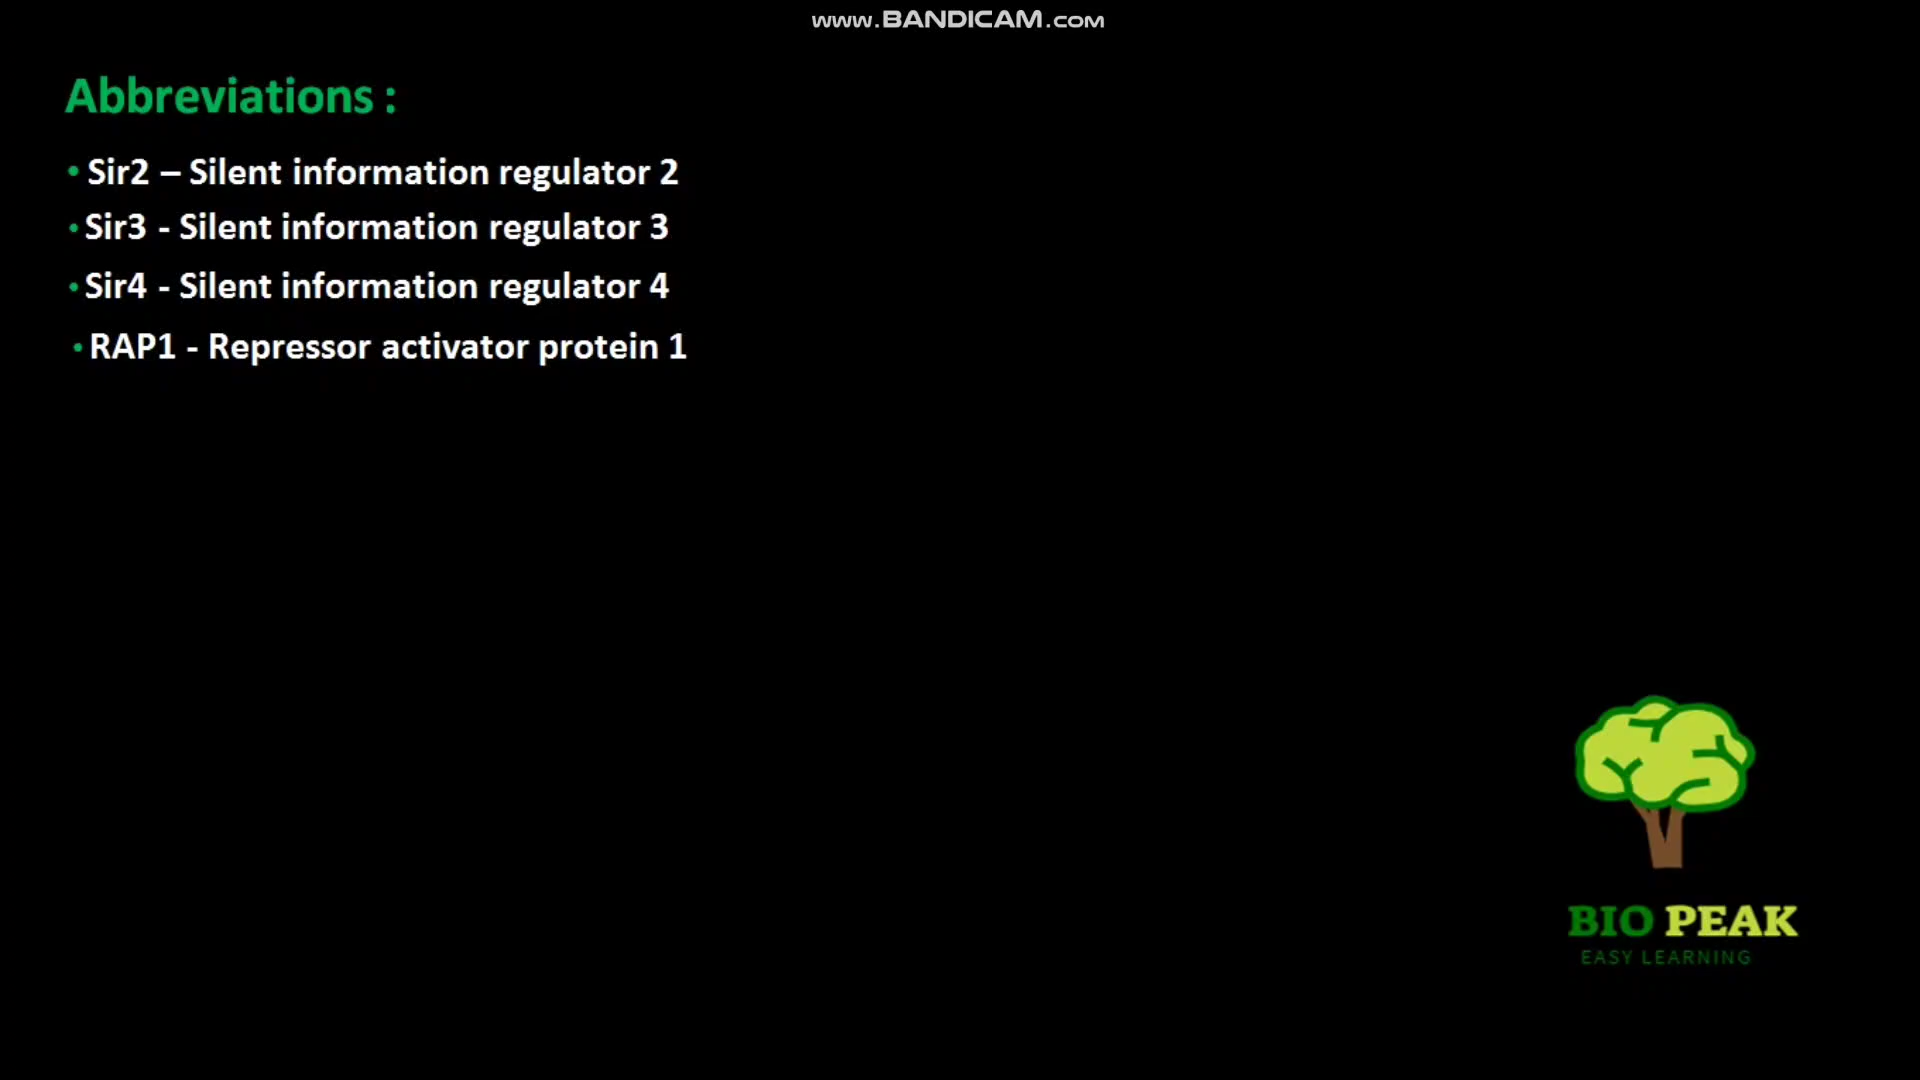 www.BANDICAM.com
Abbreviations :
• Sir2 – Silent information regulator 2
• Sir3 - Silent information regulator 3
• Sir4 - Silent information regulator 4
• RAP1 - Repressor activator protein 1
BIO PEAK
EASY LEARNING